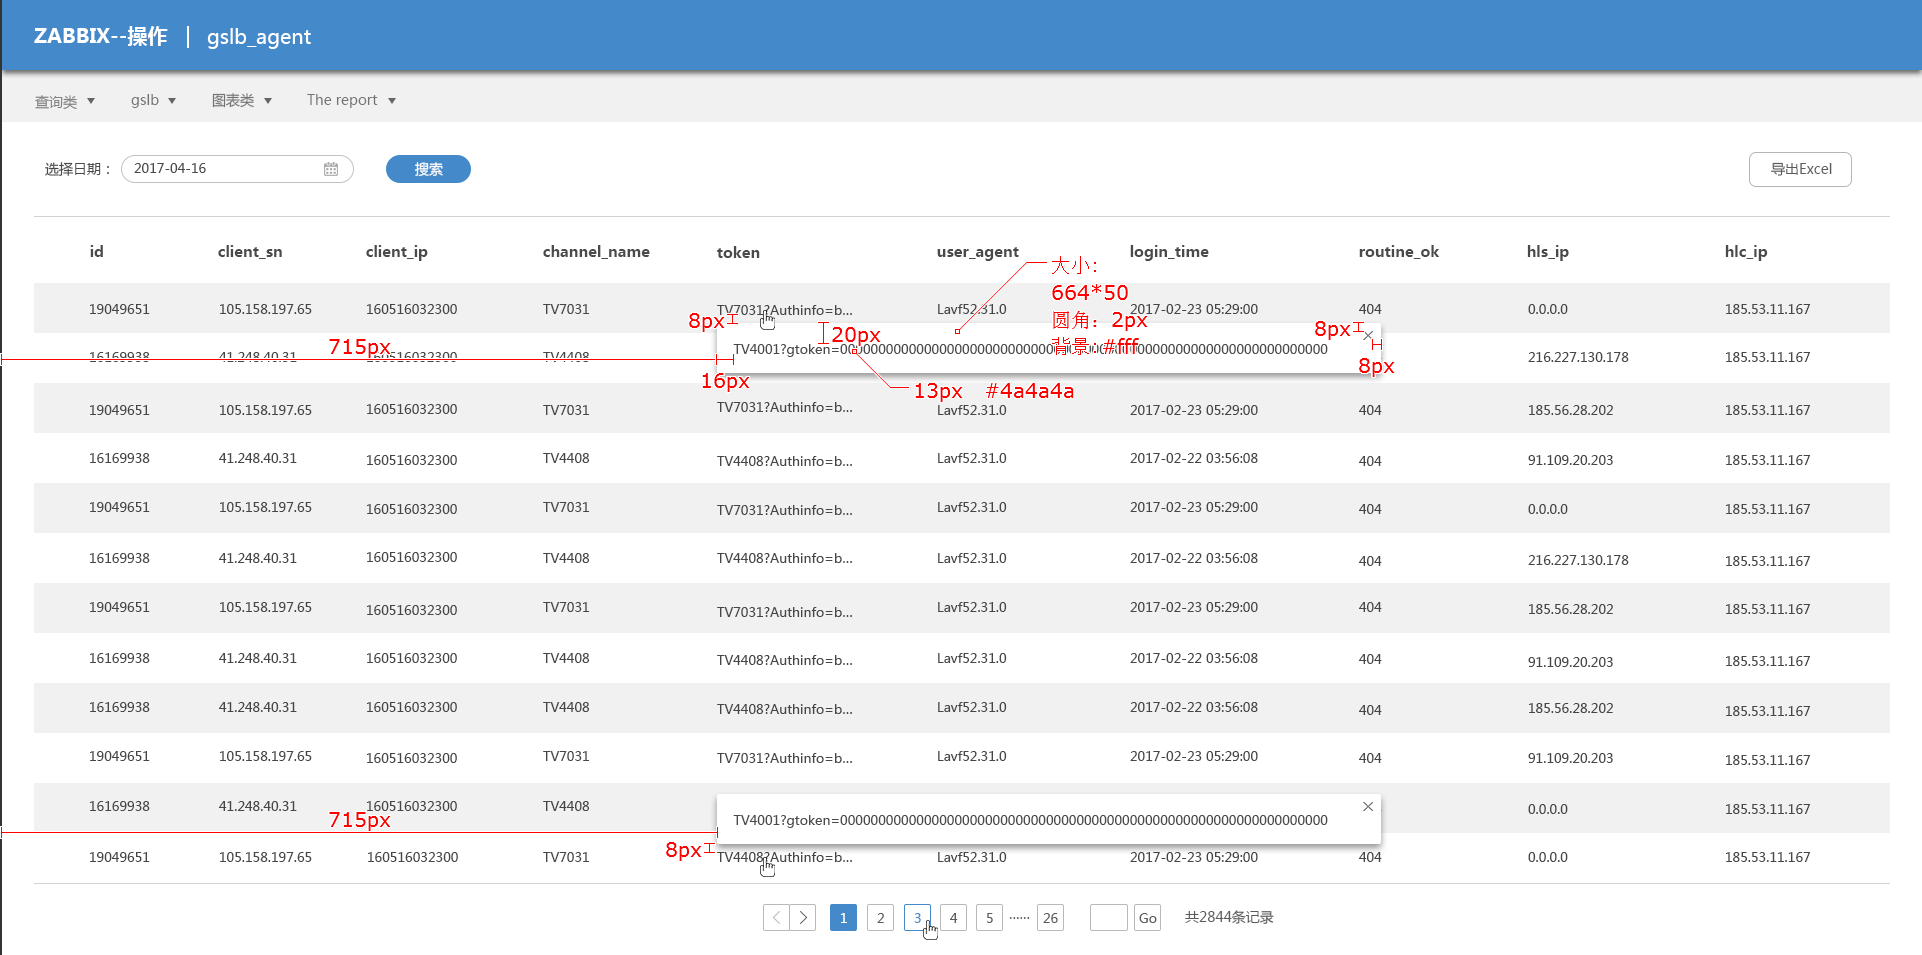 ZABBIX--操作 | gslb_agent
查询类 gslb 图表类 The report
选择日期： 2017-04-16 搜索 导出Excel
id client_sn client_ip channel_name token user_agent login_time routine_ok hls_ip hlc_ip
大小：
664*50
圆角：2px
背景：#fff
19049651 105.158.197.65 160516032300 TV7031 TV7031?Authinfo=b... Lavf52.31.0 2017-02-23 05:29:00 404 0.0.0.0 185.53.11.167
8px 20px 8px
715px
16169938 41.248.40.31 160516032300 TV4408 216.227.130.178 185.53.11.167
8px
16px
13px #4a4a4a
19049651 105.158.197.65 160516032300 TV7031 TV7031?Authinfo=b... Lavf52.31.0 2017-02-23 05:29:00 404 185.56.28.202 185.53.11.167
16169938 41.248.40.31 160516032300 TV4408 TV4408?Authinfo=b... Lavf52.31.0 2017-02-22 03:56:08 404 91.109.20.203 185.53.11.167
19049651 105.158.197.65 160516032300 TV7031 TV7031?Authinfo=b... Lavf52.31.0 2017-02-23 05:29:00 404 0.0.0.0 185.53.11.167
16169938 41.248.40.31 160516032300 TV4408 TV4408?Authinfo=b... Lavf52.31.0 2017-02-22 03:56:08 404 216.227.130.178 185.53.11.167
19049651 105.158.197.65 160516032300 TV7031 TV7031?Authinfo=b... Lavf52.31.0 2017-02-23 05:29:00 404 185.56.28.202 185.53.11.167
16169938 41.248.40.31 160516032300 TV4408 TV4408?Authinfo=b... Lavf52.31.0 2017-02-22 03:56:08 404 91.109.20.203 185.53.11.167
16169938 41.248.40.31 160516032300 TV4408 TV4408?Authinfo=b... Lavf52.31.0 2017-02-22 03:56:08 404 185.56.28.202 185.53.11.167
19049651 105.158.197.65 160516032300 TV7031 TV7031?Authinfo=b... Lavf52.31.0 2017-02-23 05:29:00 404 91.109.20.203 185.53.11.167
16169938 41.248.40.31 160516032300 TV4408 0.0.0.0 185.53.11.167
715px
8px
19049651 105.158.197.65 160516032300 TV7031 TV4408?Authinfo=b... Lavf52.31.0 2017-02-23 05:29:00 404 0.0.0.0 185.53.11.167
< > 1 2 3 4 5 ······ 26 Go 共2844条记录